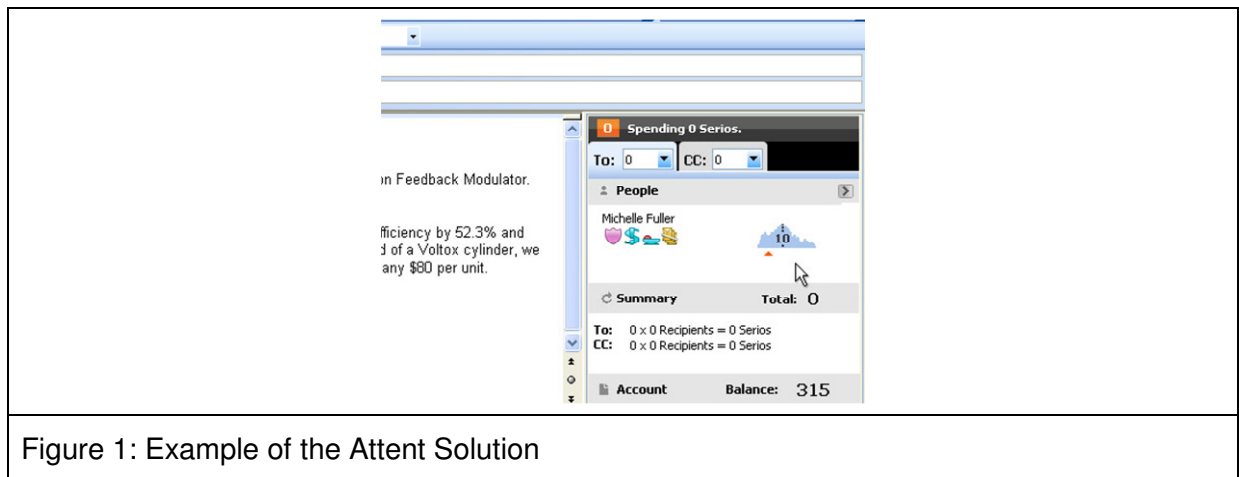 on Feedback Modulator.
fficiency by 52.3% and
d of a Voltox cylinder, we
any $80 per unit.
0 Spending 0 Serios.
To: 0 CC: 0
People
Michelle Fuller
10
Summary Total: 0
To: 0 x 0 Recipients = 0 Serios
CC: 0 x 0 Recipients = 0 Serios
Account Balance: 315
Figure 1: Example of the Attent Solution